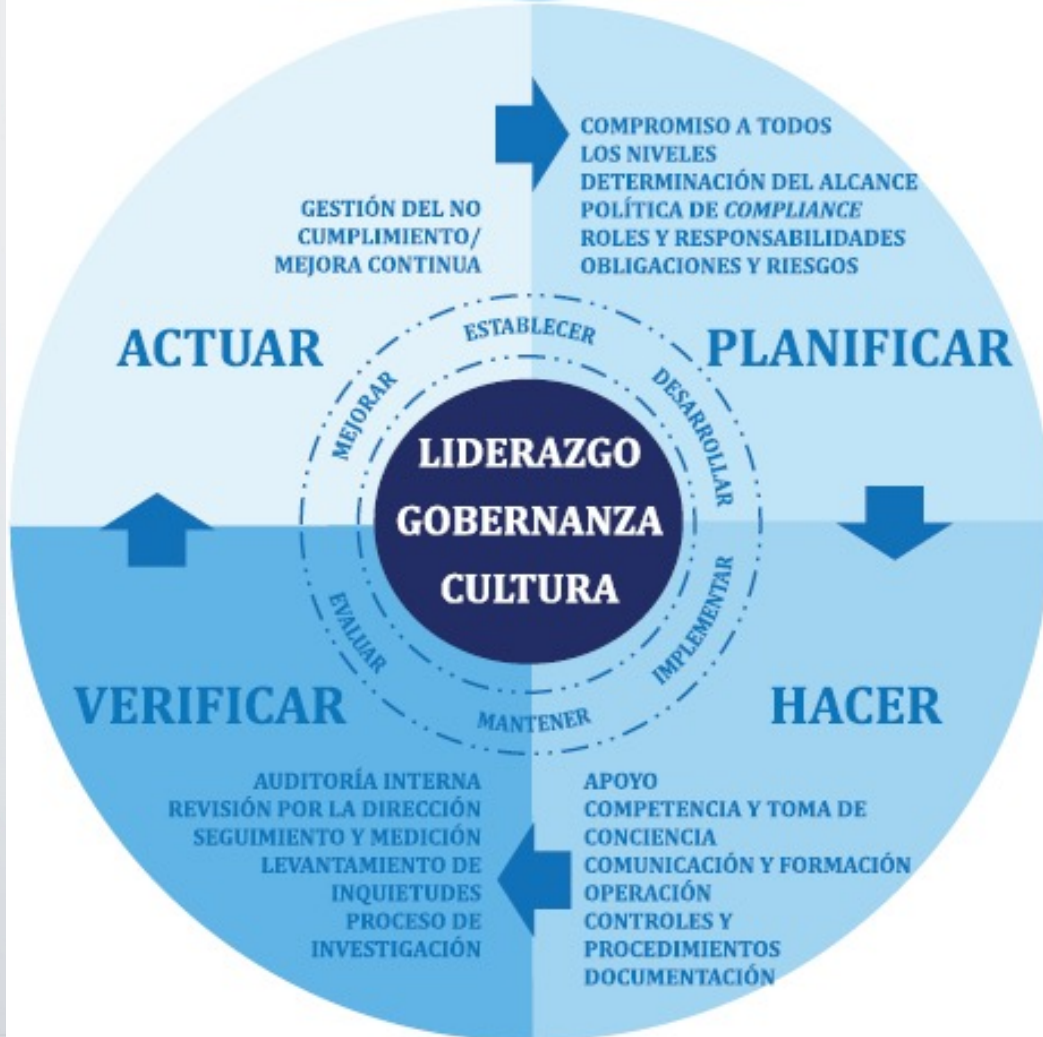 COMPROMISO A TODOS
LOS NIVELES
DETERMINACIÓN DEL ALCANCE
POLÍTICA DE COMPLIANCE
ROLES Y RESPONSABILIDADES
OBLIGACIONES Y RIESGOS
GESTIÓN DEL NO
CUMPLIMIENTO/
MEJORA CONTINUA
ACTUAR
PLANIFICAR
ESTABLECER
DESARROLLAR
IMPLEMENTAR
MANTENER
EVALUAR
MEJORAR
LIDERAZGO
GOBERNANZA
CULTURA
VERIFICAR
HACER
AUDITORÍA INTERNA
REVISIÓN POR LA DIRECCIÓN
SEGUIMIENTO Y MEDICIÓN
LEVANTAMIENTO DE
INQUIETUDES
PROCESO DE
INVESTIGACIÓN
APOYO
COMPETENCIA Y TOMA DE
CONCIENCIA
COMUNICACIÓN Y FORMACIÓN
OPERACIÓN
CONTROLES Y
PROCEDIMIENTOS
DOCUMENTACIÓN